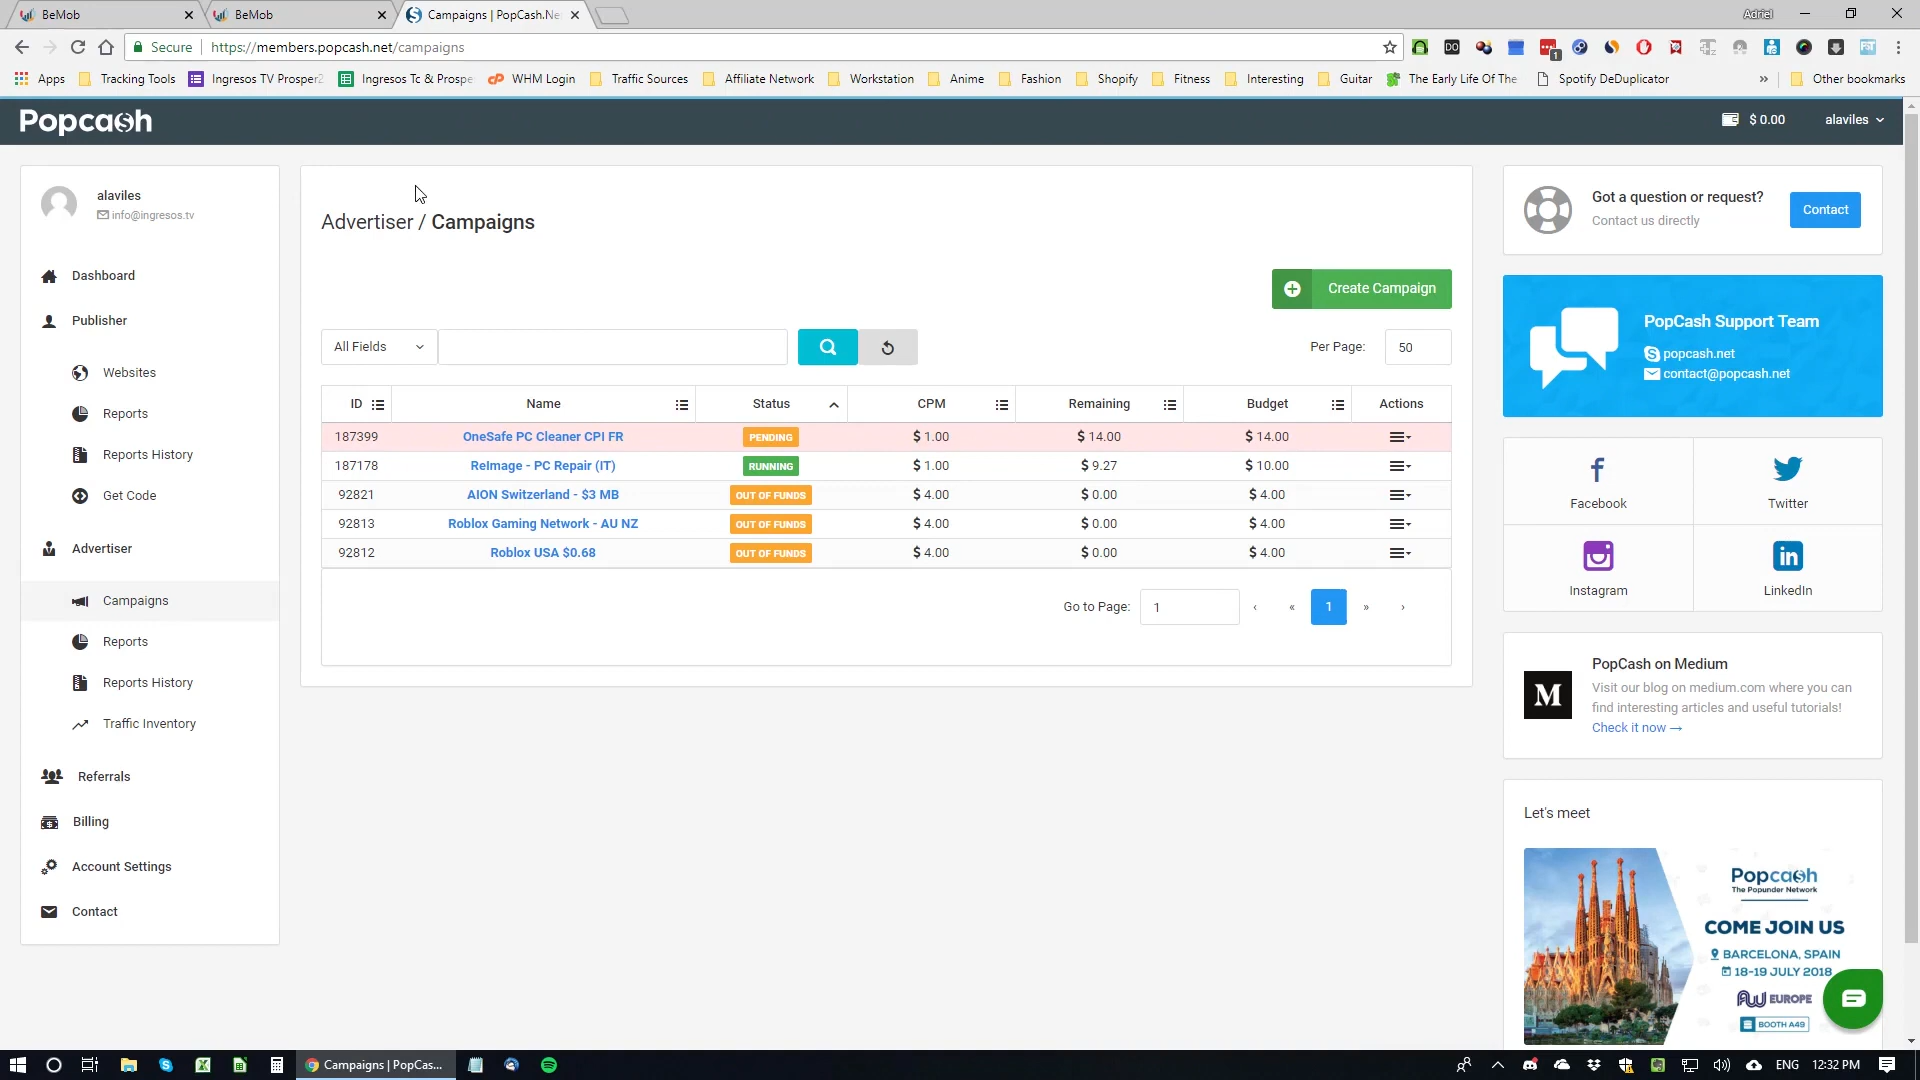 BeMob
BeMob
Campaigns | PopCash.Ne
Adriel
Secure
https://members.popcash.net/campaigns
Apps
Tracking Tools
Ingresos TV Prosper2
Ingresos Tc & Prospe
WHM Login
Traffic Sources
Affiliate Network
Workstation
Anime
Fashion
Shopify
Fitness
Interesting
Guitar
The Early Life Of The
Spotify DeDuplicator
Other bookmarks
Popcash
$ 0.00
alaviles
alaviles
info@ingresos.tv
Dashboard
Publisher
Websites
Reports
Reports History
Get Code
Advertiser
Campaigns
Reports
Reports History
Traffic Inventory
Referrals
Billing
Account Settings
Contact
Advertiser / Campaigns
Create Campaign
All Fields
Per Page: 50
ID Name Status CPM Remaining Budget Actions
187399 OneSafe PC Cleaner CPI FR PENDING $ 1.00 $ 14.00 $ 14.00
187178 ReImage - PC Repair (IT) RUNNING $ 1.00 $ 9.27 $ 10.00
92821 AION Switzerland - $3 MB OUT OF FUNDS $ 4.00 $ 0.00 $ 4.00
92813 Roblox Gaming Network - AU NZ OUT OF FUNDS $ 4.00 $ 0.00 $ 4.00
92812 Roblox USA $0.68 OUT OF FUNDS $ 4.00 $ 0.00 $ 4.00
Go to Page: 1 ‹ « 1 » ›
Got a question or request?
Contact us directly
Contact
PopCash Support Team
popcash.net
contact@popcash.net
Facebook
Twitter
Instagram
LinkedIn
PopCash on Medium
Visit our blog on medium.com where you can
find interesting articles and useful tutorials!
Check it now →
Let's meet
Popcash
The Popunder Network
COME JOIN US
BARCELONA, SPAIN
18-19 JULY 2018
EUROPE
BOOTH A49
Campaigns | PopCas...
ENG
12:32 PM